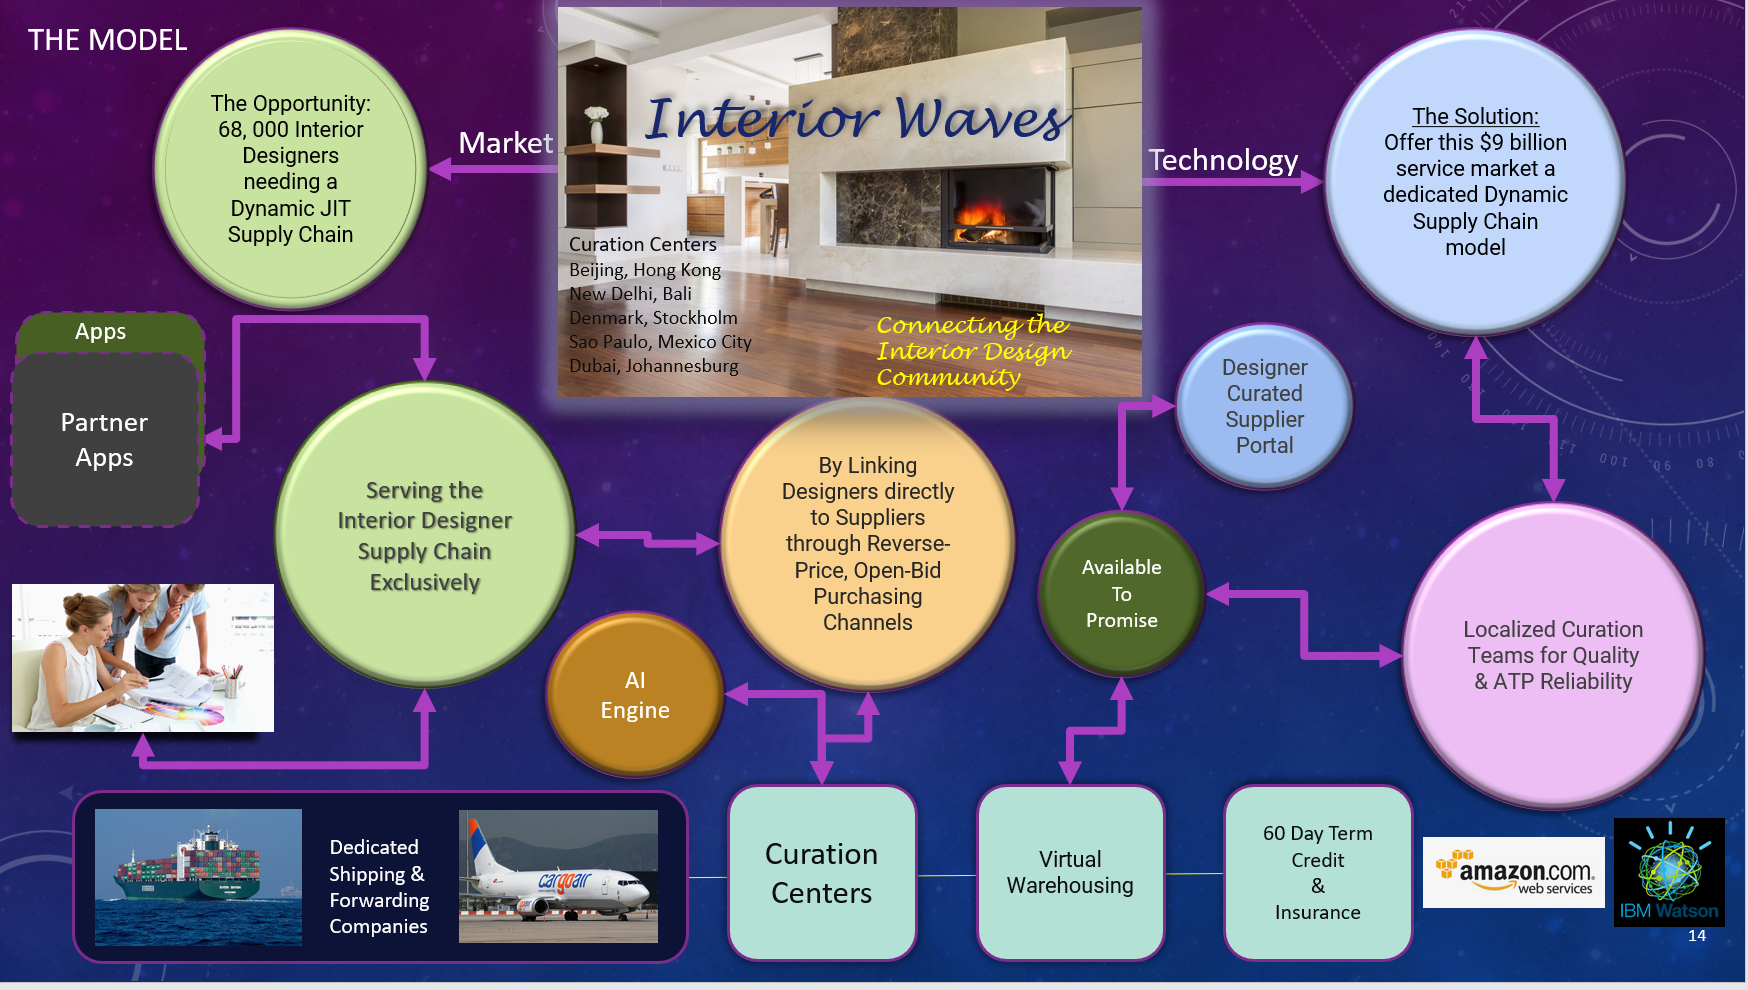 THE MODEL
The Opportunity:
68, 000 Interior
Designers
needing a
Dynamic JIT
Supply Chain
Market
Interior Waves
Curation Centers
Beijing, Hong Kong
New Delhi, Bali
Denmark, Stockholm
Sao Paulo, Mexico City
Dubai, Johannesburg
Connecting the
Interior Design
Community
Technology
The Solution:
Offer this $9 billion
service market a
dedicated Dynamic
Supply Chain
model
Apps
Partner
Apps
Serving the
Interior Designer
Supply Chain
Exclusively
By Linking
Designers directly
to Suppliers
through Reverse-
Price, Open-Bid
Purchasing
Channels
Designer
Curated
Supplier
Portal
Available
To
Promise
Localized Curation
Teams for Quality
& ATP Reliability
AI
Engine
Dedicated
Shipping &
Forwarding
Companies
cargoair
Curation
Centers
Virtual
Warehousing
60 Day Term
Credit
&
Insurance
amazon.com
web services
IBM Watson
14